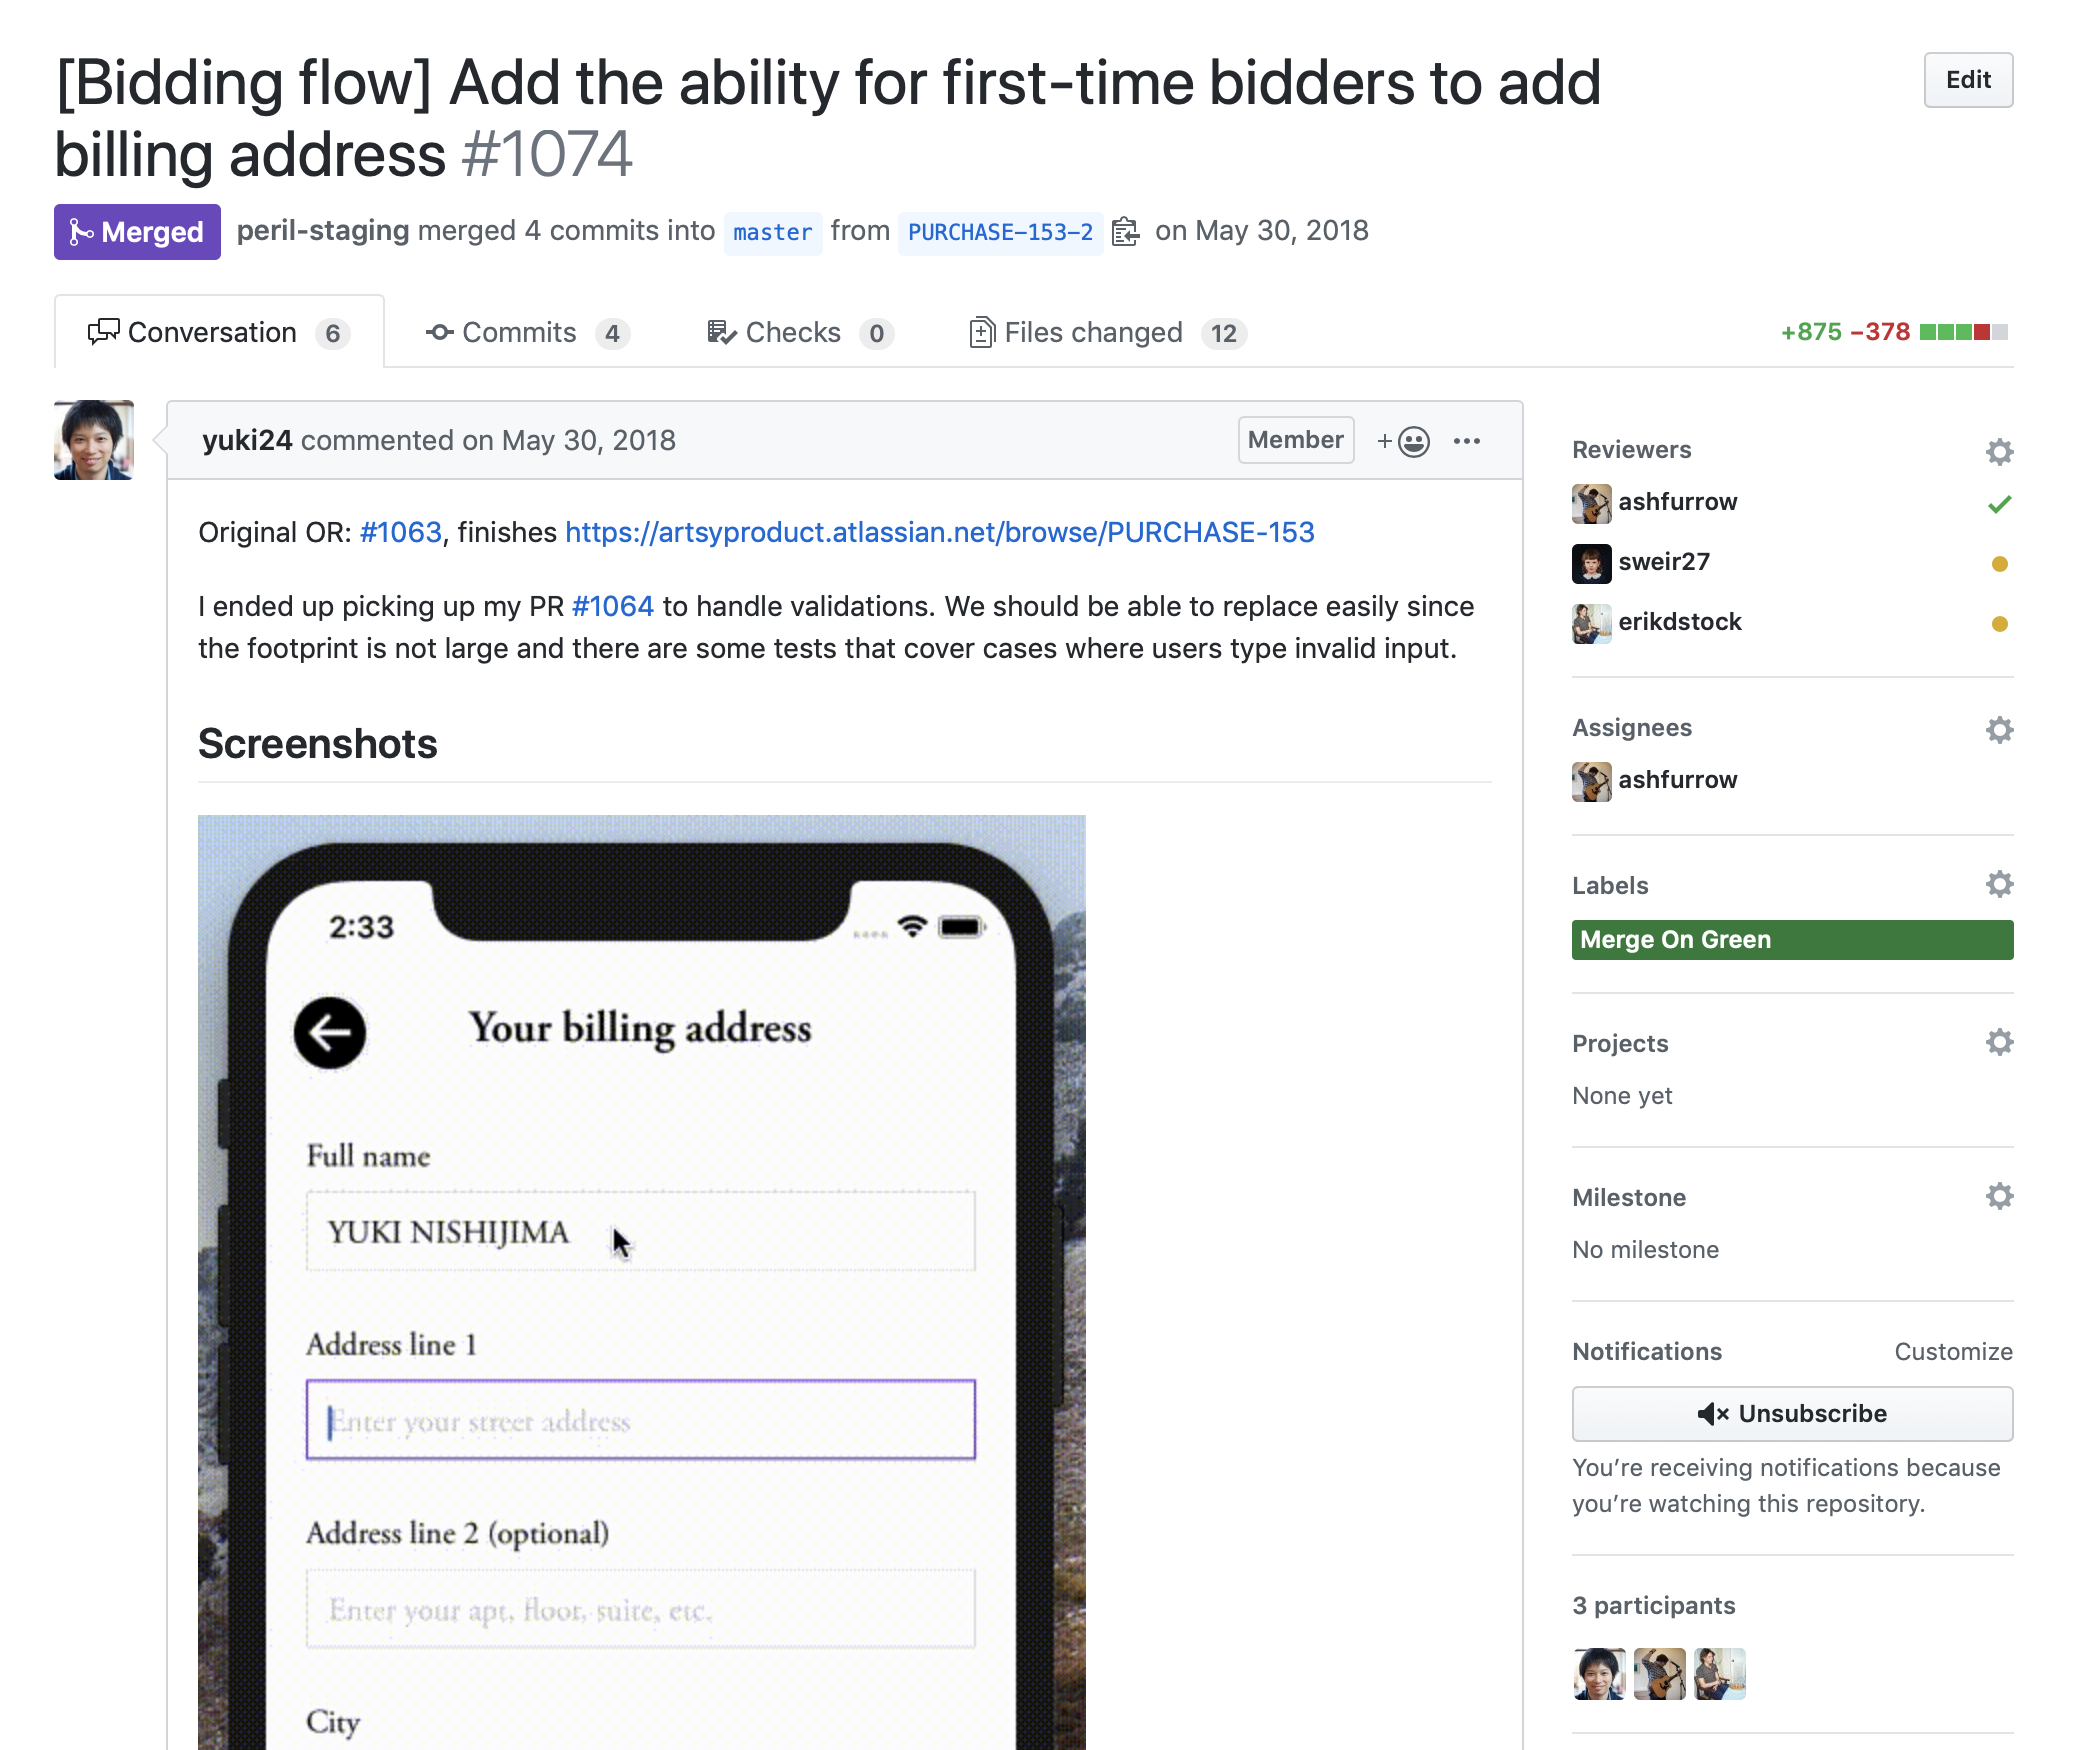 [Bidding flow] Add the ability for first-time bidders to add
billing address #1074
Edit
Merged peril-staging merged 4 commits into master from PURCHASE-153-2 on May 30, 2018
Conversation 6 Commits 4 Checks 0 Files changed 12 +875 −378
yuki24 commented on May 30, 2018 Member
Original OR: #1063, finishes https://artsyproduct.atlassian.net/browse/PURCHASE-153
I ended up picking up my PR #1064 to handle validations. We should be able to replace easily since
the footprint is not large and there are some tests that cover cases where users type invalid input.
Screenshots
2:33
Your billing address
Full name
YUKI NISHIJIMA
Address line 1
Enter your street address
Address line 2 (optional)
Enter your apt, floor, suite, etc.
City
Reviewers
ashfurrow
sweir27
erikdstock
Assignees
ashfurrow
Labels
Merge On Green
Projects
None yet
Milestone
No milestone
Notifications Customize
Unsubscribe
You’re receiving notifications because
you’re watching this repository.
3 participants